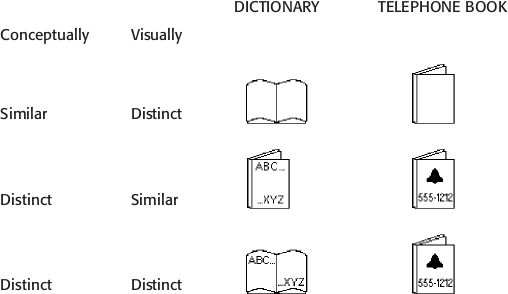 DICTIONARY TELEPHONE BOOK
Conceptually Visually
Similar Distinct
ABC...
Distinct Similar ...XYZ 555-1212
ABC...
...XYZ 555-1212
Distinct Distinct